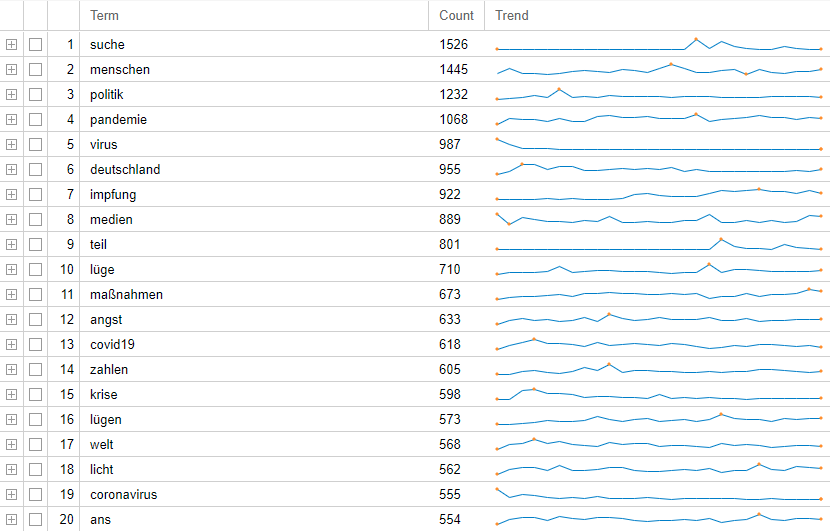 Term Count Trend
1 suche 1526
2 menschen 1445
3 politik 1232
4 pandemie 1068
5 virus 987
6 deutschland 955
7 impfung 922
8 medien 889
9 teil 801
10 lüge 710
11 maßnahmen 673
12 angst 633
13 covid19 618
14 zahlen 605
15 krise 598
16 lügen 573
17 welt 568
18 licht 562
19 coronavirus 555
20 ans 554